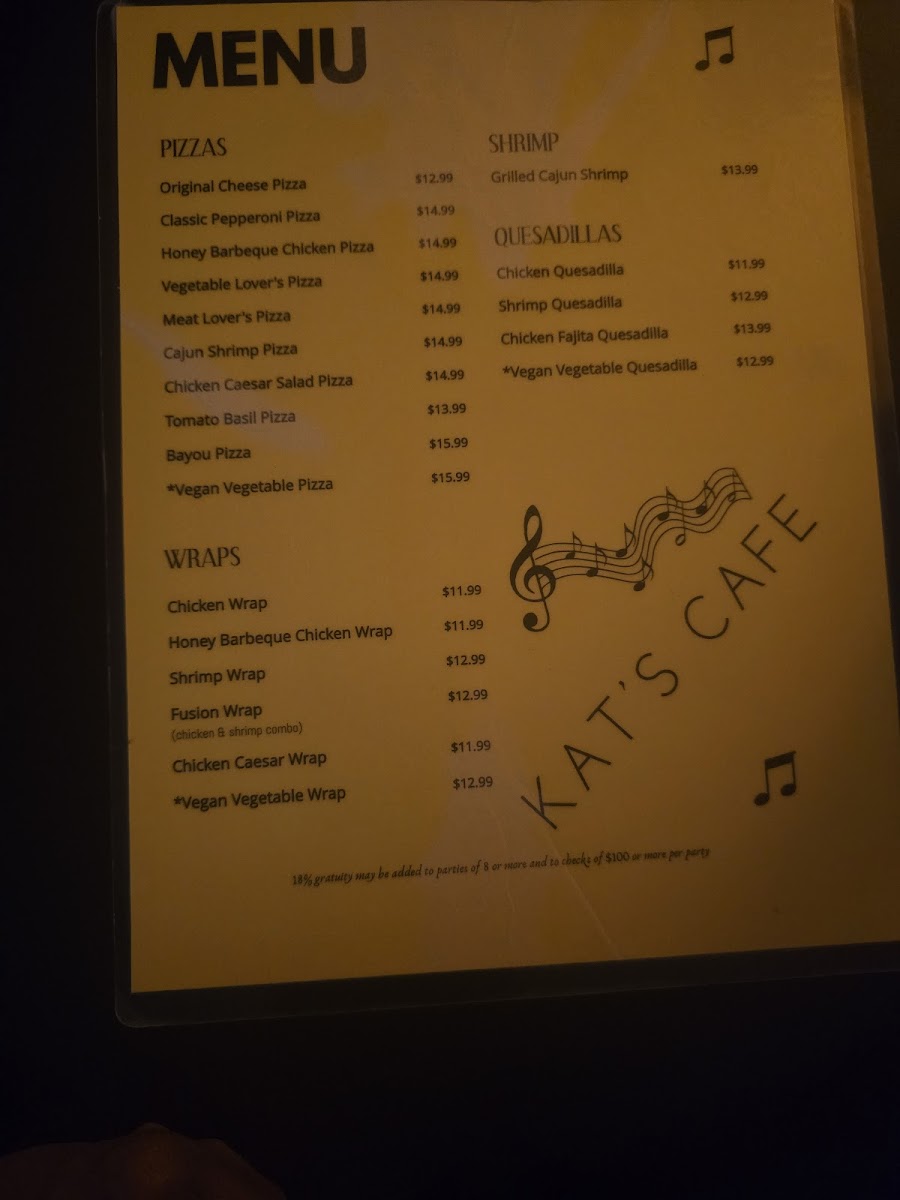 MENU
PIZZAS
Original Cheese Pizza $12.99
Classic Pepperoni Pizza $14.99
Honey Barbeque Chicken Pizza $14.99
Vegetable Lover's Pizza $14.99
Meat Lover's Pizza $14.99
Cajun Shrimp Pizza $14.99
Chicken Caesar Salad Pizza $14.99
Tomato Basil Pizza $13.99
Bayou Pizza $15.99
*Vegan Vegetable Pizza $15.99
WRAPS
Chicken Wrap $11.99
Honey Barbeque Chicken Wrap $11.99
Shrimp Wrap $12.99
Fusion Wrap $12.99
(chicken & shrimp combo)
Chicken Caesar Wrap $11.99
*Vegan Vegetable Wrap $12.99
SHRIMP
Grilled Cajun Shrimp $13.99
QUESADILLAS
Chicken Quesadilla $11.99
Shrimp Quesadilla $12.99
Chicken Fajita Quesadilla $13.99
*Vegan Vegetable Quesadilla $12.99
KAT'S CAFE
18% gratuity may be added to parties of 8 or more and to checks of $100 or more per party